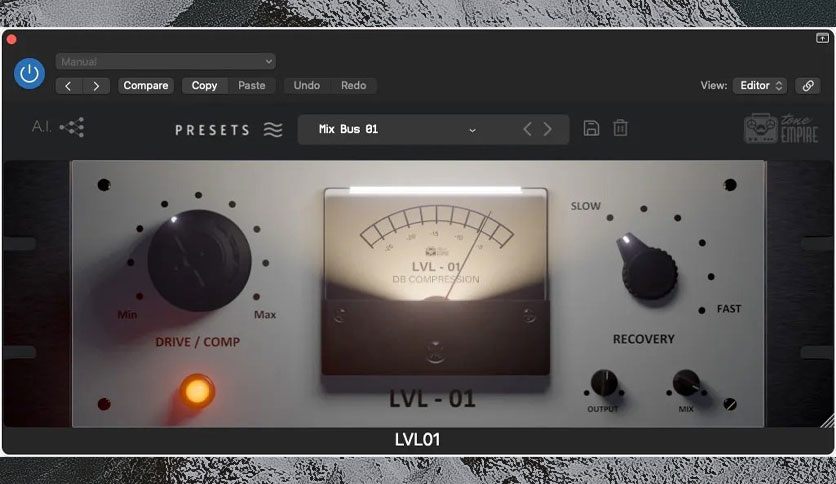 Manual
Compare Copy Paste Undo Redo View: Editor
A.I. PRESETS Mix Bus 01 tone EMPIRE
SLOW
LVL - 01
DB COMPRESSION
Min Max FAST
DRIVE / COMP RECOVERY
LVL - 01 OUTPUT MIX
LVL01